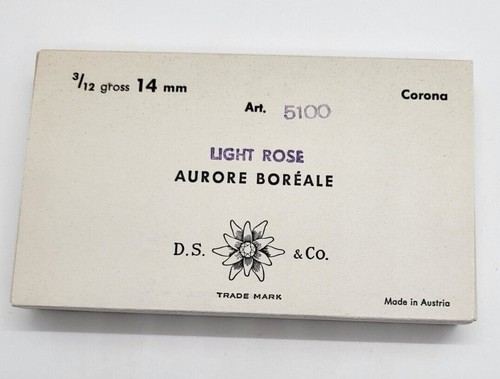 3/12 gross 14 mm
Art. 5100
Corona
LIGHT ROSE
AURORE BORÉALE
D.S. & Co.
TRADE MARK
Made in Austria